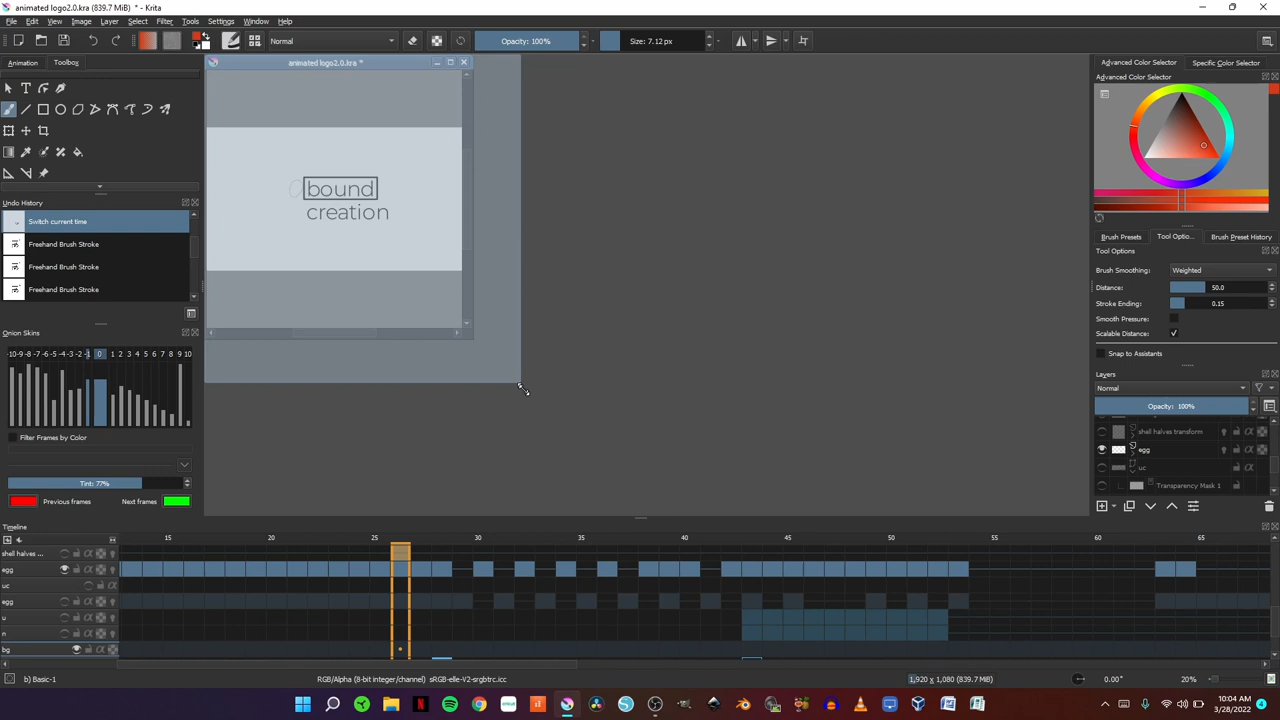 animated logo2.0.kra (839.7 MiB) * - Krita
File Edit View Image Layer Select Filter Tools Settings Window Help
Normal
Opacity: 100%
Size: 7.12 px
Animation Toolbox
Undo History
Switch current time
Freehand Brush Stroke
Freehand Brush Stroke
Freehand Brush Stroke
Onion Skins
-10 -9 -8 -7 -6 -5 -4 -3 -2 -1 0 1 2 3 4 5 6 7 8 9 10
Filter Frames by Color
Tint: 77%
Previous frames
Next frames
animated logo2.0.kra *
bound
creation
Advanced Color Selector Specific Color Selector
Advanced Color Selector
Brush Presets Tool Optio... Brush Preset History
Tool Options
Brush Smoothing: Weighted
Distance: 50.0
Stroke Ending: 0.15
Smooth Pressure:
Scalable Distance:
Snap to Assistants
Layers
Normal
Opacity: 100%
shell halves transform
egg
uc
Transparency Mask 1
Timeline
15 20 25 30 35 40 45 50 55 60 65
shell halves ...
egg
uc
egg
u
n
bg
b) Basic-1
RGB/Alpha (8-bit integer/channel) sRGB-elle-V2-srgbtrc.icc
1,920 x 1,080 (839.7 MiB)
0.00°
20%
10:04 AM
3/28/2022